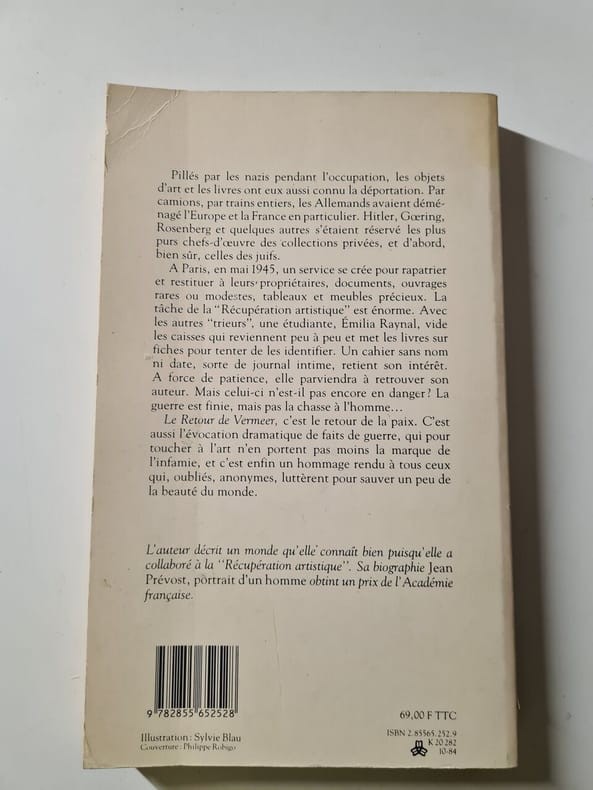 Pillés par les nazis pendant l'occupation, les objets
d'art et les livres ont eux aussi connu la déportation. Par
camions, par trains entiers, les Allemands avaient démé-
nagé l'Europe et la France en particulier. Hitler, Gœring,
Rosenberg et quelques autres s'étaient réservé les plus
purs chefs-d'œuvre des collections privées, et d'abord,
bien sûr, celles des juifs.
A Paris, en mai 1945, un service se crée pour rapatrier
et restituer à leurs propriétaires, documents, ouvrages
rares ou modestes, tableaux et meubles précieux. La
tâche de la "Récupération artistique" est énorme. Avec
les autres "trieurs", une étudiante, Émilia Raynal, vide
les caisses qui reviennent peu à peu et met les livres sur
fiches pour tenter de les identifier. Un cahier sans nom
ni date, sorte de journal intime, retient son intérêt.
A force de patience, elle parviendra à retrouver son
auteur. Mais celui-ci n'est-il pas encore en danger? La
guerre est finie, mais pas la chasse à l'homme...
Le Retour de Vermeer, c'est le retour de la paix. C'est
aussi l'évocation dramatique de faits de guerre, qui pour
toucher à l'art n'en portent pas moins la marque de
l'infamie, et c'est enfin un hommage rendu à tous ceux
qui, oubliés, anonymes, luttèrent pour sauver un peu de
la beauté du monde.
L'auteur décrit un monde qu'elle connaît bien puisqu'elle a
collaboré à la "Récupération artistique". Sa biographie Jean
Prévost, portrait d'un homme obtint un prix de l'Académie
française.
9 782855 652528
69,00 F TTC
Illustration : Sylvie Blau
Couverture : Philippe Robigo
ISBN 2.85565.252.9
K 20 282
10-84